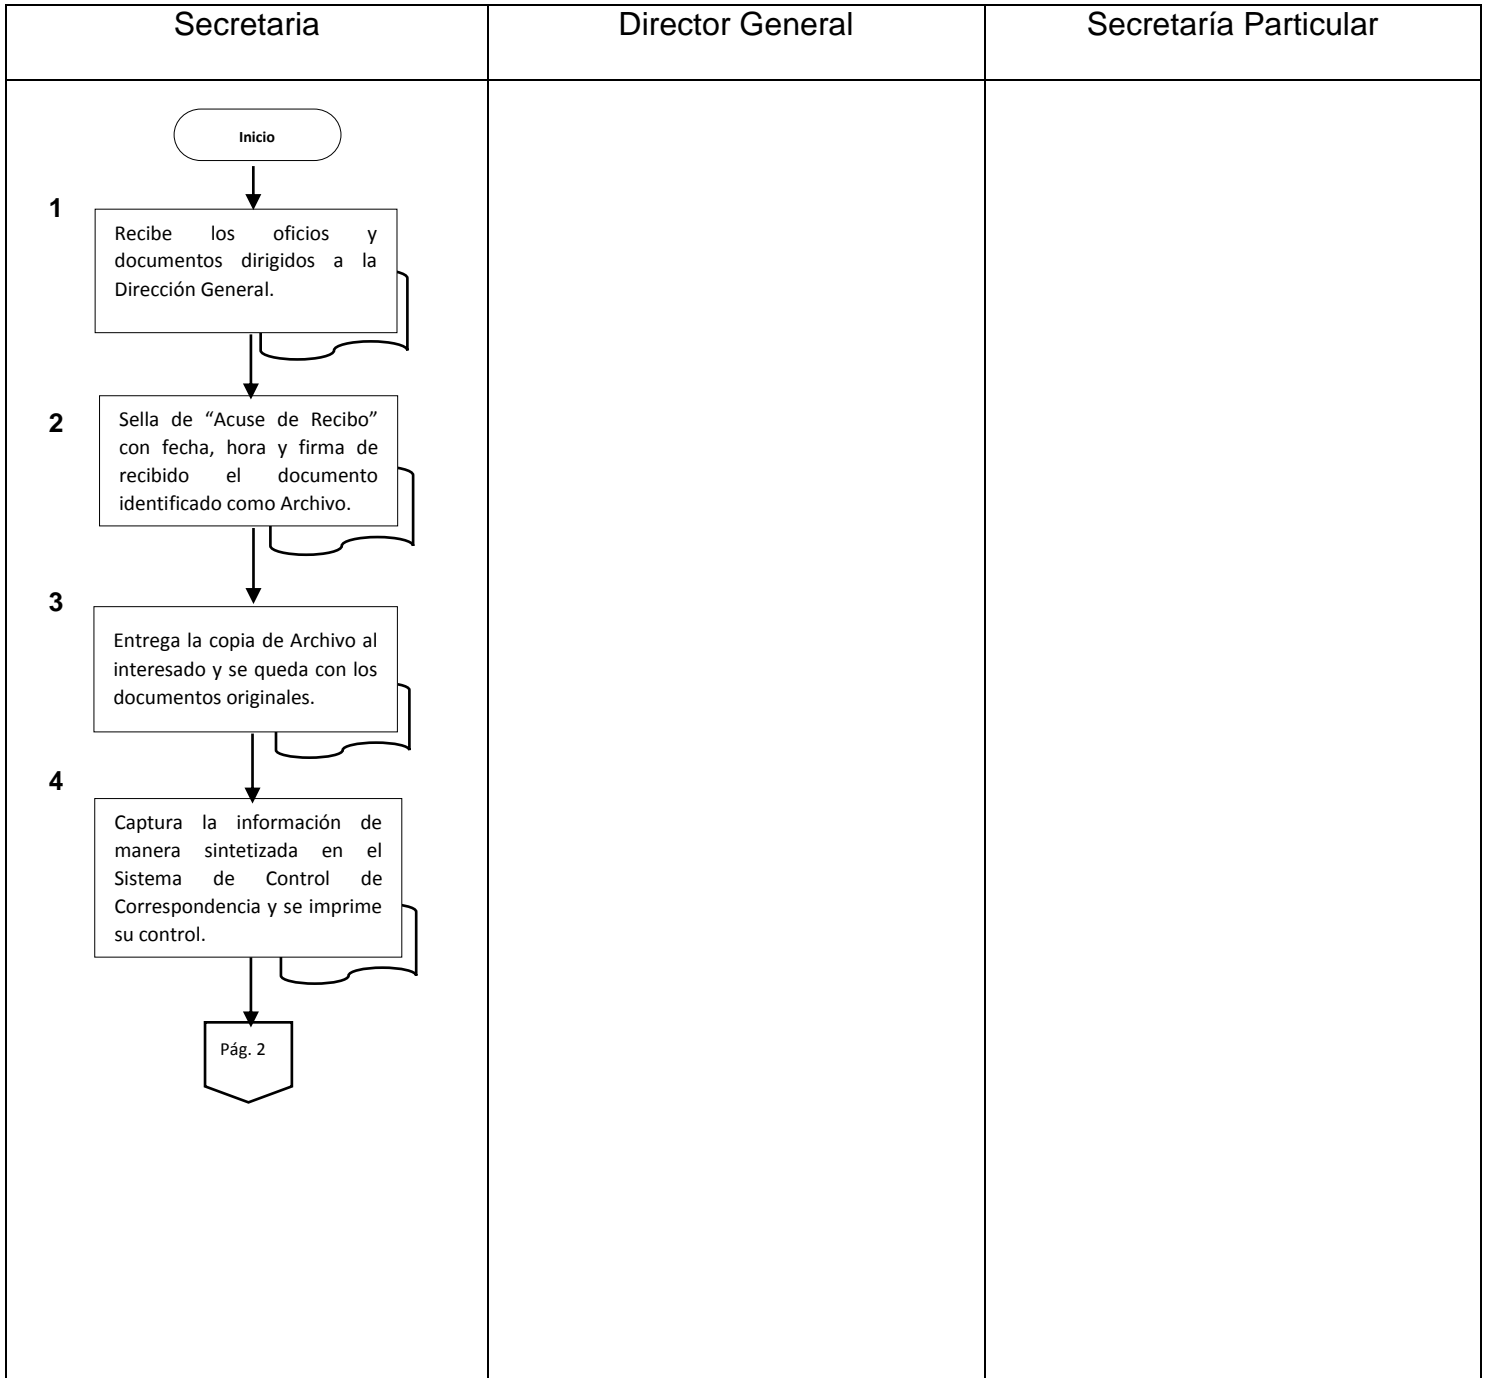 Secretaria
Director General
Secretaría Particular
Inicio
1
Recibe los oficios y
documentos dirigidos a la
Dirección General.
2
Sella de “Acuse de Recibo”
con fecha, hora y firma de
recibido el documento
identificado como Archivo.
3
Entrega la copia de Archivo al
interesado y se queda con los
documentos originales.
4
Captura la información de
manera sintetizada en el
Sistema de Control de
Correspondencia y se imprime
su control.
Pág. 2